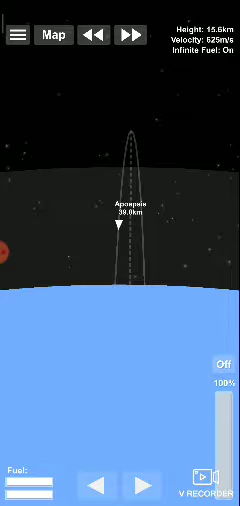 Map
Height: 15.6km
Velocity: 625m/s
Infinite Fuel: On
Apoapsis
39.0km
Off
100%
Fuel:
V RECORDER